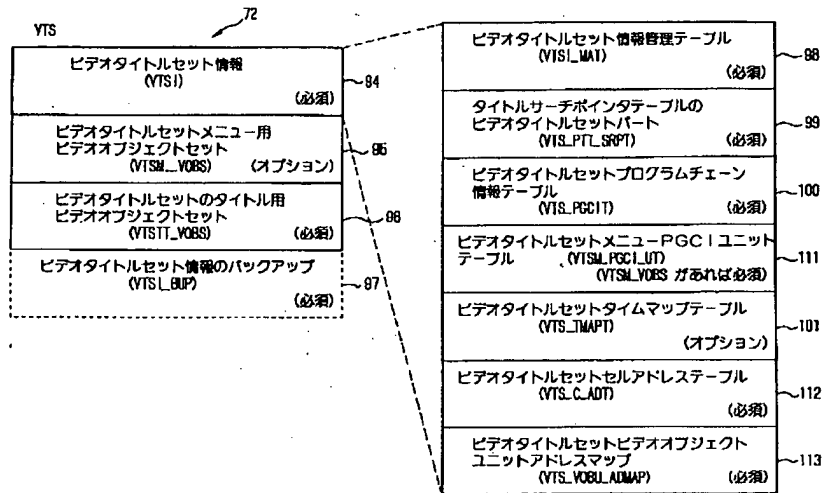 72
VTS
ビデオタイトルセット情報
(VTSI)
(必須)
94
ビデオタイトルセットメニュー用
ビデオオブジェクトセット
(VTSM_VOBS) (オプション)
95
ビデオタイトルセットのタイトル用
ビデオオブジェクトセット
(VTSTT_VOBS) (必須)
96
ビデオタイトルセット情報のバックアップ
(VTSI_BUP)
(必須)
97
ビデオタイトルセット情報管理テーブル
(VTSI_MAT)
(必須)
98
タイトルサーチポインタテーブルの
ビデオタイトルセットパート
(VTS_PTT_SRPT) (必須)
99
ビデオタイトルセットプログラムチェーン
情報テーブル
(VTS_PGCIT) (必須)
100
ビデオタイトルセットメニューPGCIユニット
テーブル (VTSM_PGCI_UT)
(VTSM_VOBS があれば必須)
111
ビデオタイトルセットタイムマップテーブル
(VTS_TMAPT)
(オプション)
101
ビデオタイトルセットセルアドレステーブル
(VTS_C_ADT)
(必須)
112
ビデオタイトルセットビデオオブジェクト
ユニットアドレスマップ
(VTS_VOBU_ADMAP) (必須)
113